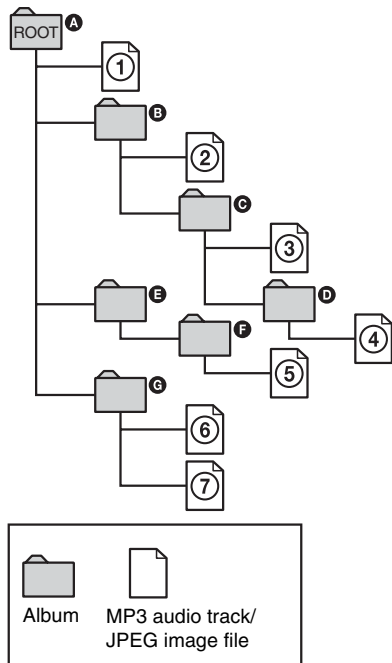 ROOT A
1
B
2
C
3
E
D
F
4
5
G
6
7
Album
MP3 audio track/
JPEG image file